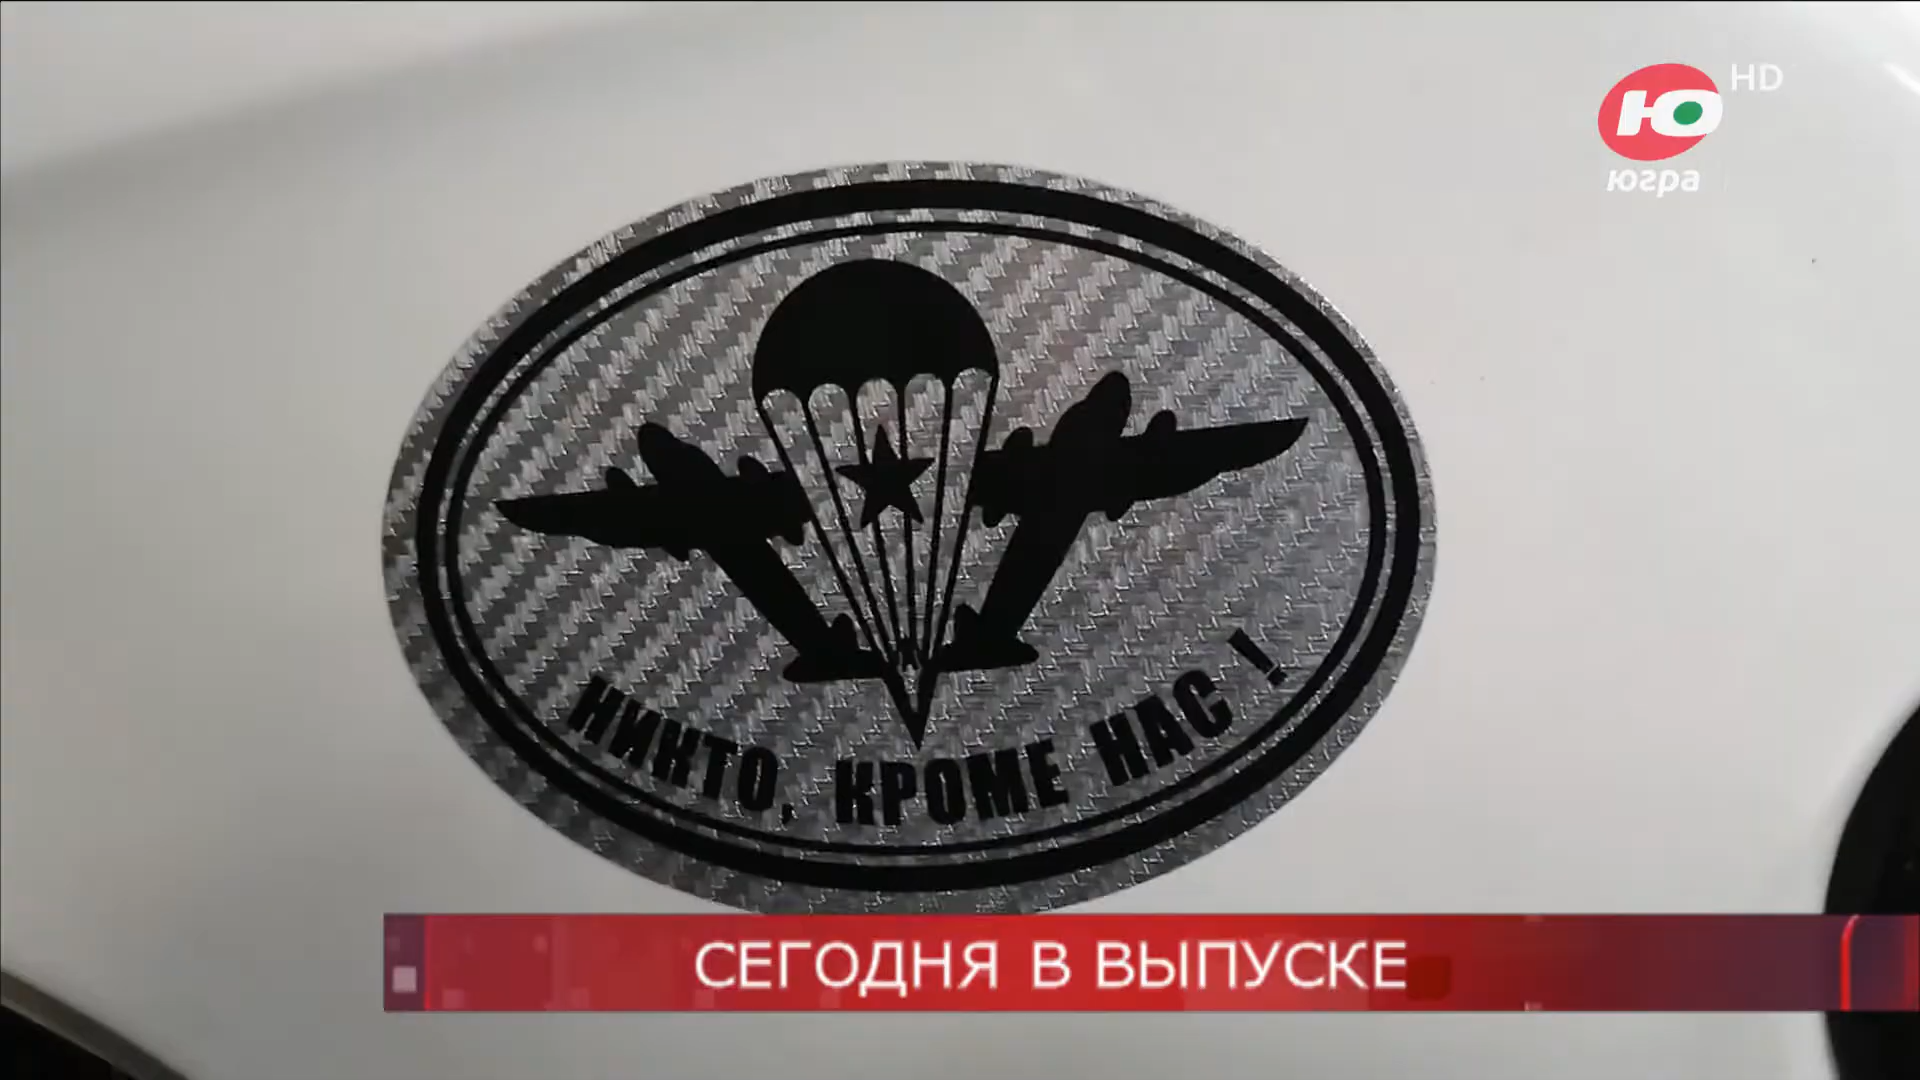 HD
Ю
югра
НИКТО, КРОМЕ НАС !
СЕГОДНЯ В ВЫПУСКЕ